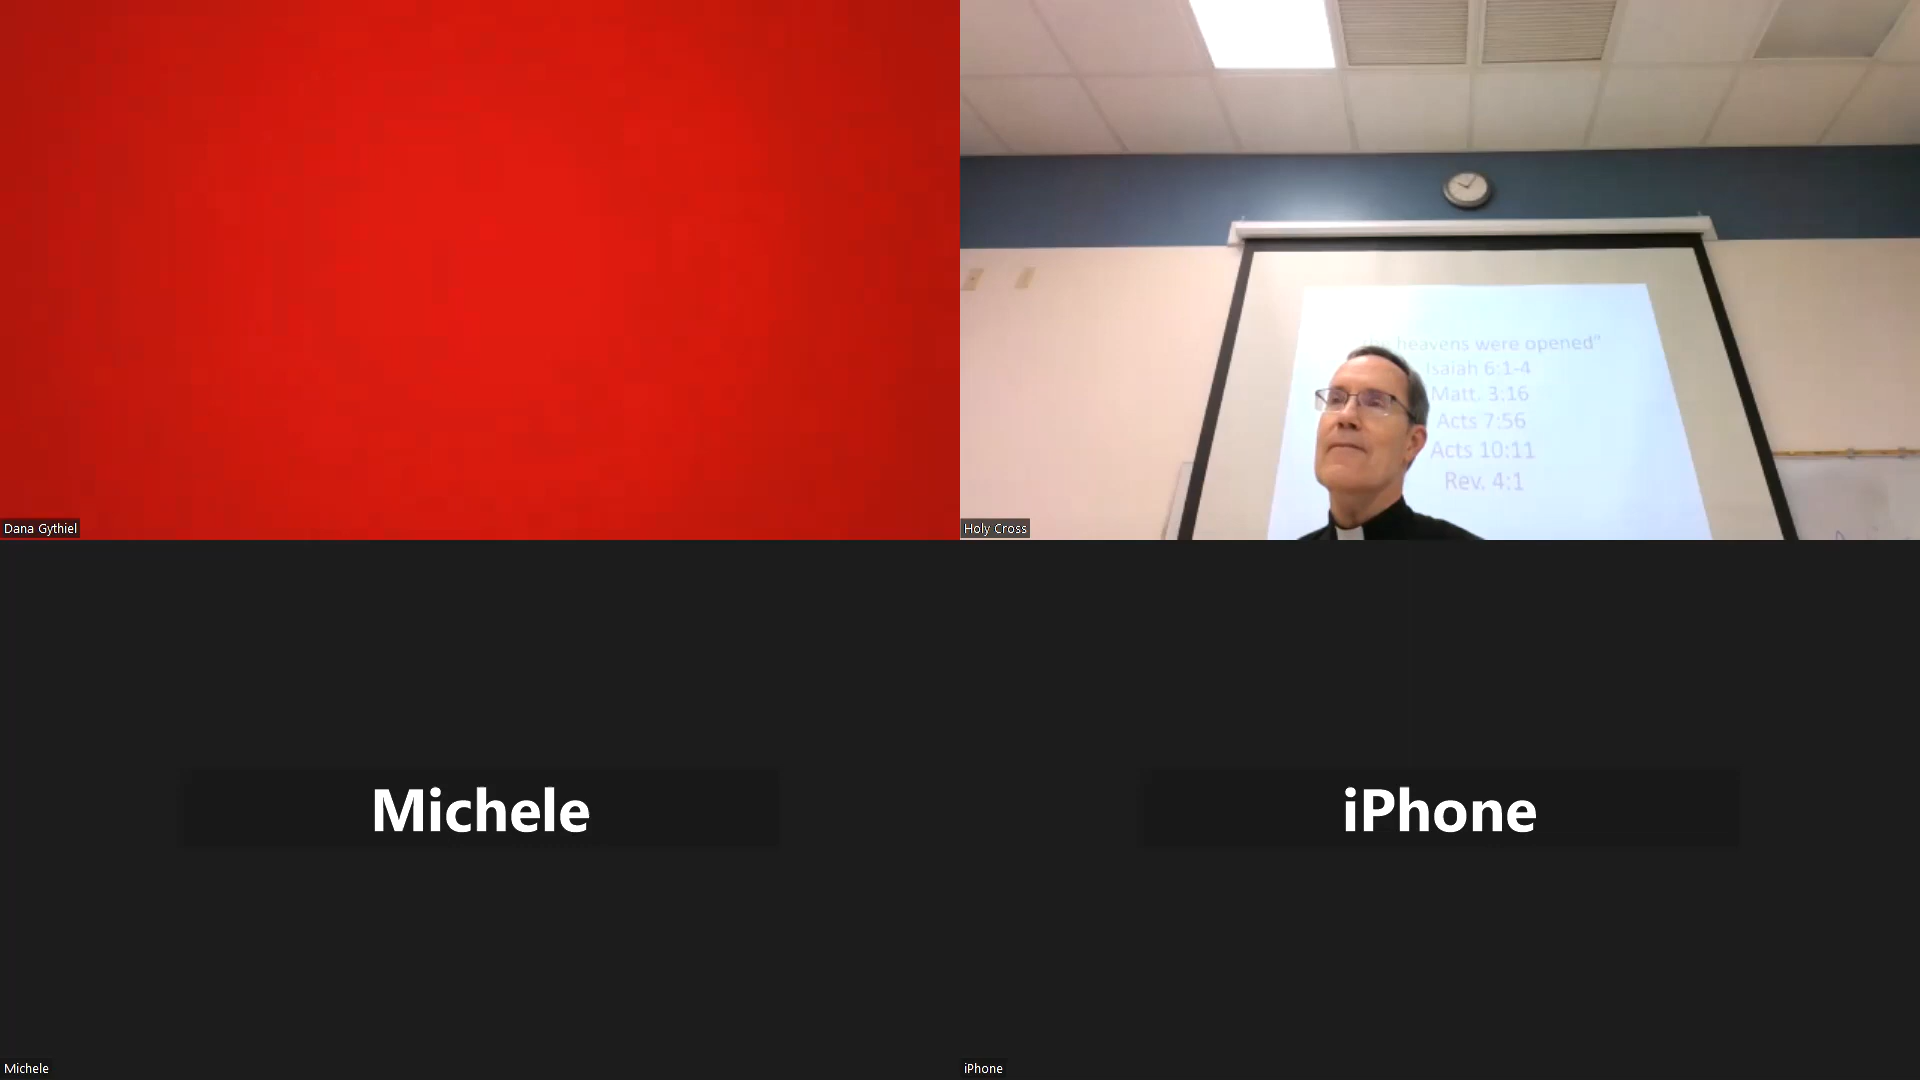 the heavens were opened"
Isaiah 6:1-4
Matt. 3:16
Acts 7:56
Acts 10:11
Rev. 4:1
Dana Gythiel
Holy Cross
Michele
iPhone
Michele
iPhone